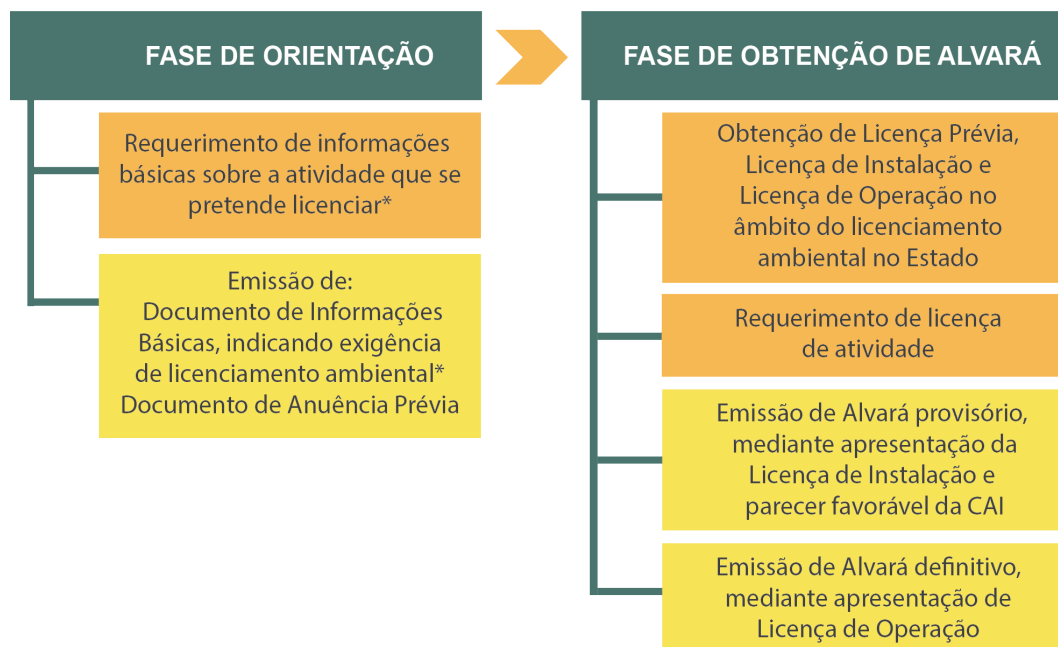 FASE DE ORIENTAÇÃO
Requerimento de informações
básicas sobre a atividade que se
pretende licenciar*
Emissão de:
Documento de Informações
Básicas, indicando exigência
de licenciamento ambiental*
Documento de Anuência Prévia
FASE DE OBTENÇÃO DE ALVARÁ
Obtenção de Licença Prévia,
Licença de Instalação e
Licença de Operação no
âmbito do licenciamento
ambiental no Estado
Requerimento de licença
de atividade
Emissão de Alvará provisório,
mediante apresentação da
Licença de Instalação e
parecer favorável da CAI
Emissão de Alvará definitivo,
mediante apresentação de
Licença de Operação